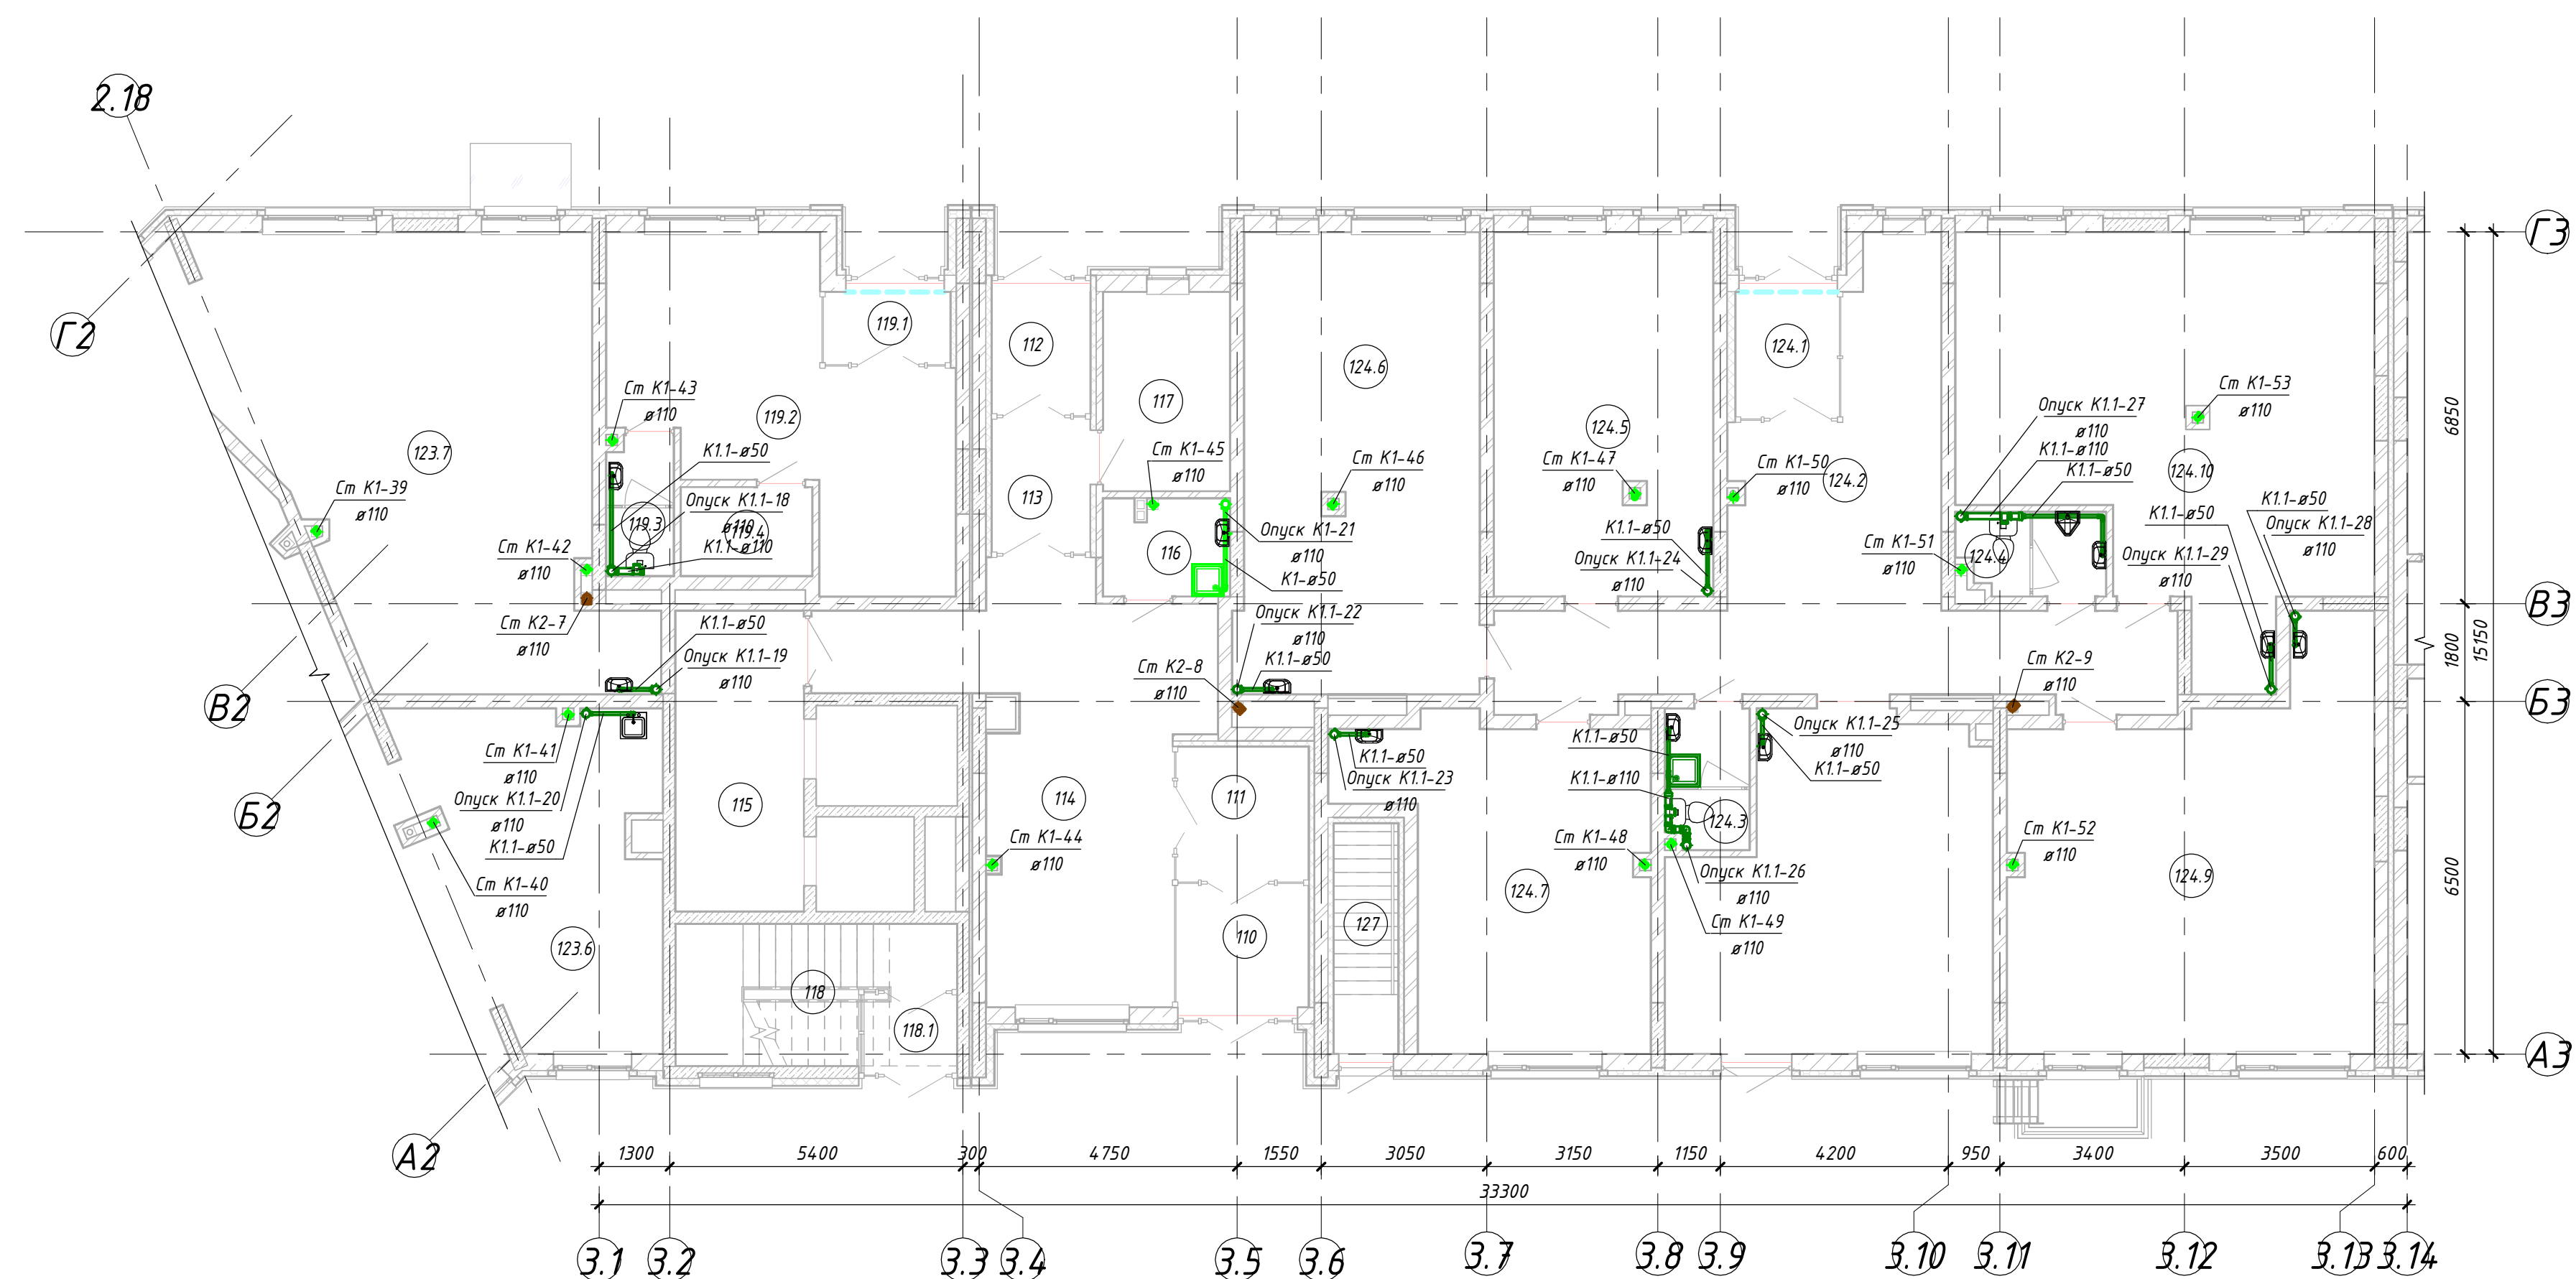 2.18
Г2
В2
Б2
А2
Г3
В3
Б3
А3
119.1
112
124.1
124.6
Ст К1-43
ø110
119.2
117
124.5
Ст К1-53
ø110
Опуск К1.1-27
ø110
К1.1-ø110
К1.1-ø50
123.7
К1.1-ø50
Ст К1-45
ø110
Ст К1-46
ø110
Ст К1-47
ø110
Ст К1-50
ø110
124.2
124.10
Ст К1-39
ø110
Опуск К1.1-18
ø110
К1.1-ø110
119.3
119.4
113
К1.1-ø50
К1.1-ø50
Опуск К1.1-28
ø110
Опуск К1-21
ø110
К1-ø50
116
К1.1-ø50
Опуск К1.1-24
ø110
Ст К1-51
ø110
124.4
Опуск К1.1-29
ø110
Ст К1-42
ø110
Ст К2-7
ø110
К1.1-ø50
Опуск К1.1-19
ø110
Опуск К1.1-22
ø110
К1.1-ø50
Ст К2-8
ø110
Ст К2-9
ø110
Ст К1-41
ø110
Опуск К1.1-20
ø110
К1.1-ø50
Ст К1-40
ø110
115
114
111
К1.1-ø50
Опуск К1.1-23
ø110
К1.1-ø50
К1.1-ø110
Опуск К1.1-25
ø110
К1.1-ø50
124.3
Ст К1-44
ø110
Ст К1-48
ø110
Опуск К1.1-26
ø110
Ст К1-49
ø110
Ст К1-52
ø110
124.7
124.9
123.6
110
127
118
118.1
6850
1800
15150
6500
1300
5400
300
4750
1550
3050
3150
1150
4200
950
3400
3500
600
33300
3.1
3.2
3.3
3.4
3.5
3.6
3.7
3.8
3.9
3.10
3.11
3.12
3.13
3.14